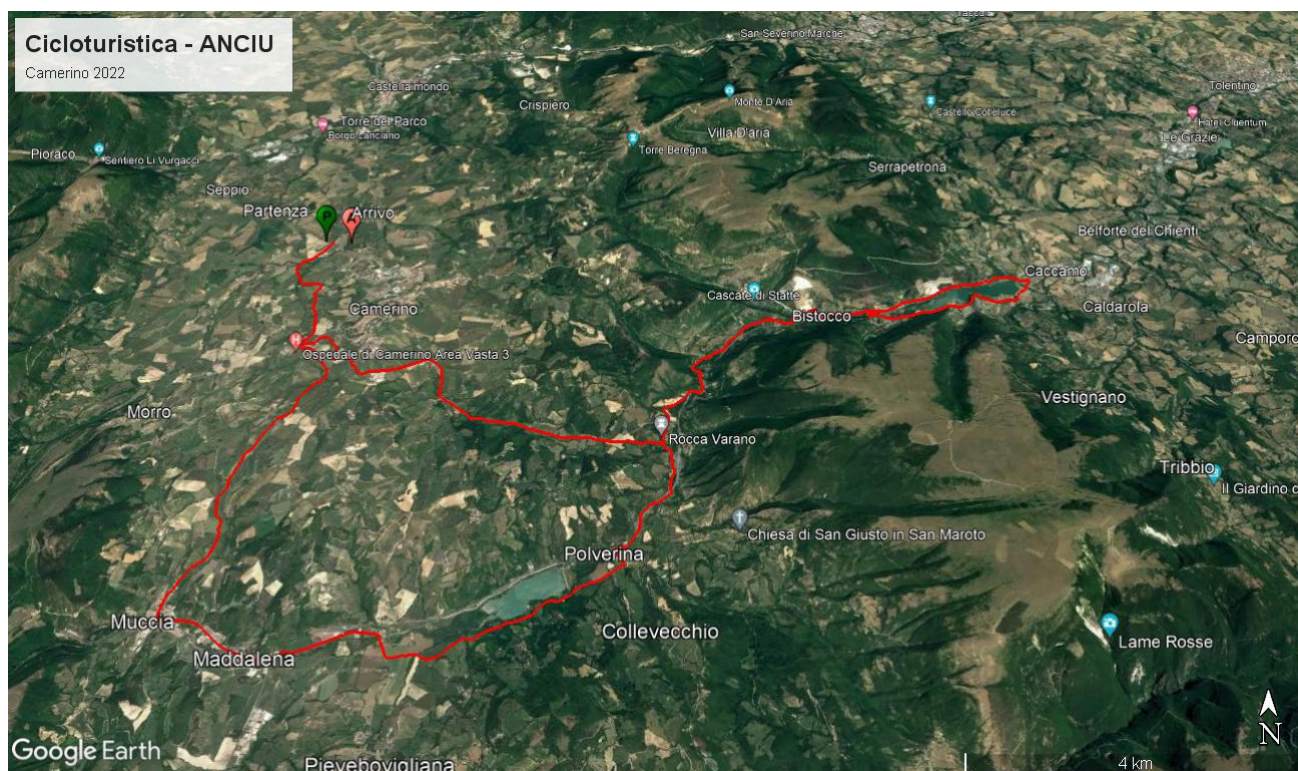 Cicloturistica - ANCIU
Camerino 2022
San Severino Marche
Castelraimondo
Crispiero
Monte D'Aria
Villa D'aria
Castello Colleluce
Tolentino
Hotel Cluentum
Le Grazie
Torre del Parco
Borgo Lanciano
Torre Beregna
Pioraco
Sentiero Li Vurgacci
Serrapetrona
Seppio
Partenza
P
A
Arrivo
Belforte del Chienti
Caccamo
Cascate di Statte
Bistocco
Caldarola
Camerino
Camporo
H
Ospedale di Camerino Area Vasta 3
Morro
Vestignano
Rocca Varano
Tribbio
Il Giardino d
Chiesa di San Giusto in San Maroto
Polverina
Muccia
Collevecchio
Lame Rosse
Maddalena
N
Google Earth
Pievebovigliana
4 km